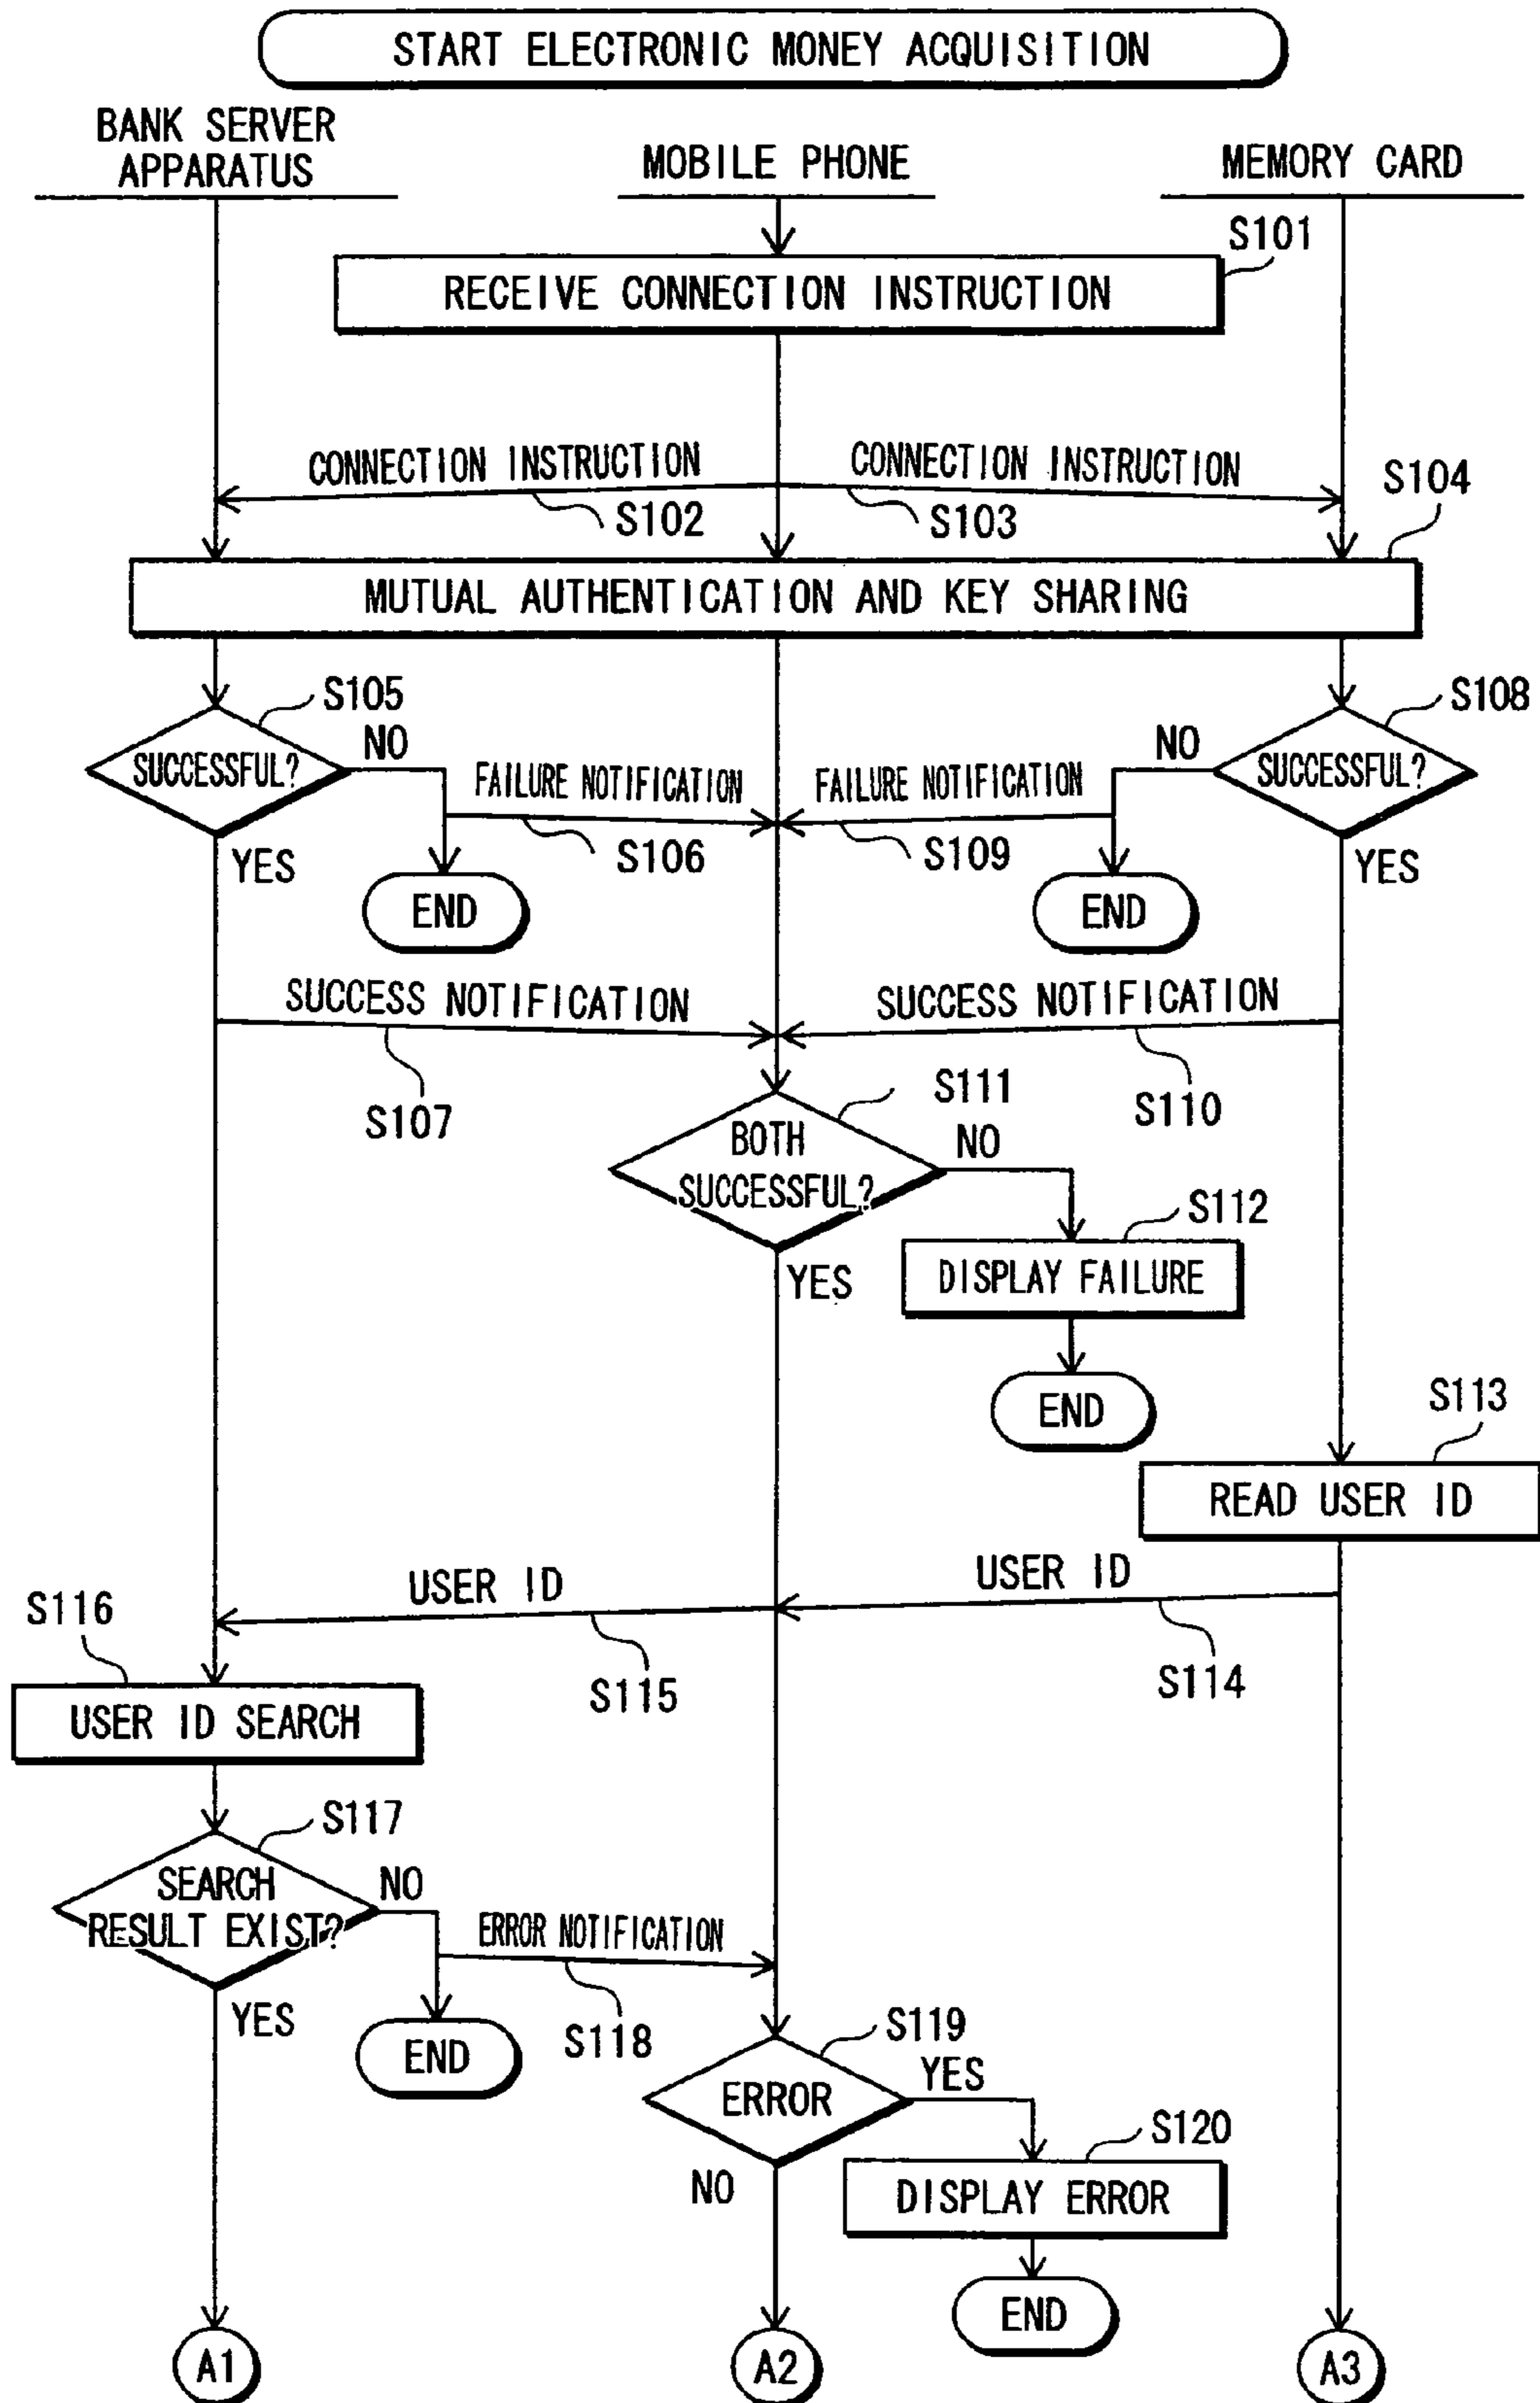 START ELECTRONIC MONEY ACQUISITION
BANK SERVER
APPARATUS
MOBILE PHONE
MEMORY CARD
S101
RECEIVE CONNECTION INSTRUCTION
CONNECTION INSTRUCTION
CONNECTION INSTRUCTION
S102
S103
S104
MUTUAL AUTHENTICATION AND KEY SHARING
S105
S108
SUCCESSFUL?
NO
FAILURE NOTIFICATION
FAILURE NOTIFICATION
NO
SUCCESSFUL?
S106
S109
YES
YES
END
END
SUCCESS NOTIFICATION
SUCCESS NOTIFICATION
S107
S110
S111
BOTH
SUCCESSFUL?
NO
S112
YES
DISPLAY FAILURE
END
S113
READ USER ID
USER ID
USER ID
S114
S115
S116
USER ID SEARCH
S117
SEARCH
RESULT EXIST?
NO
ERROR NOTIFICATION
YES
S118
END
S119
ERROR
YES
S120
NO
DISPLAY ERROR
END
A1
A2
A3